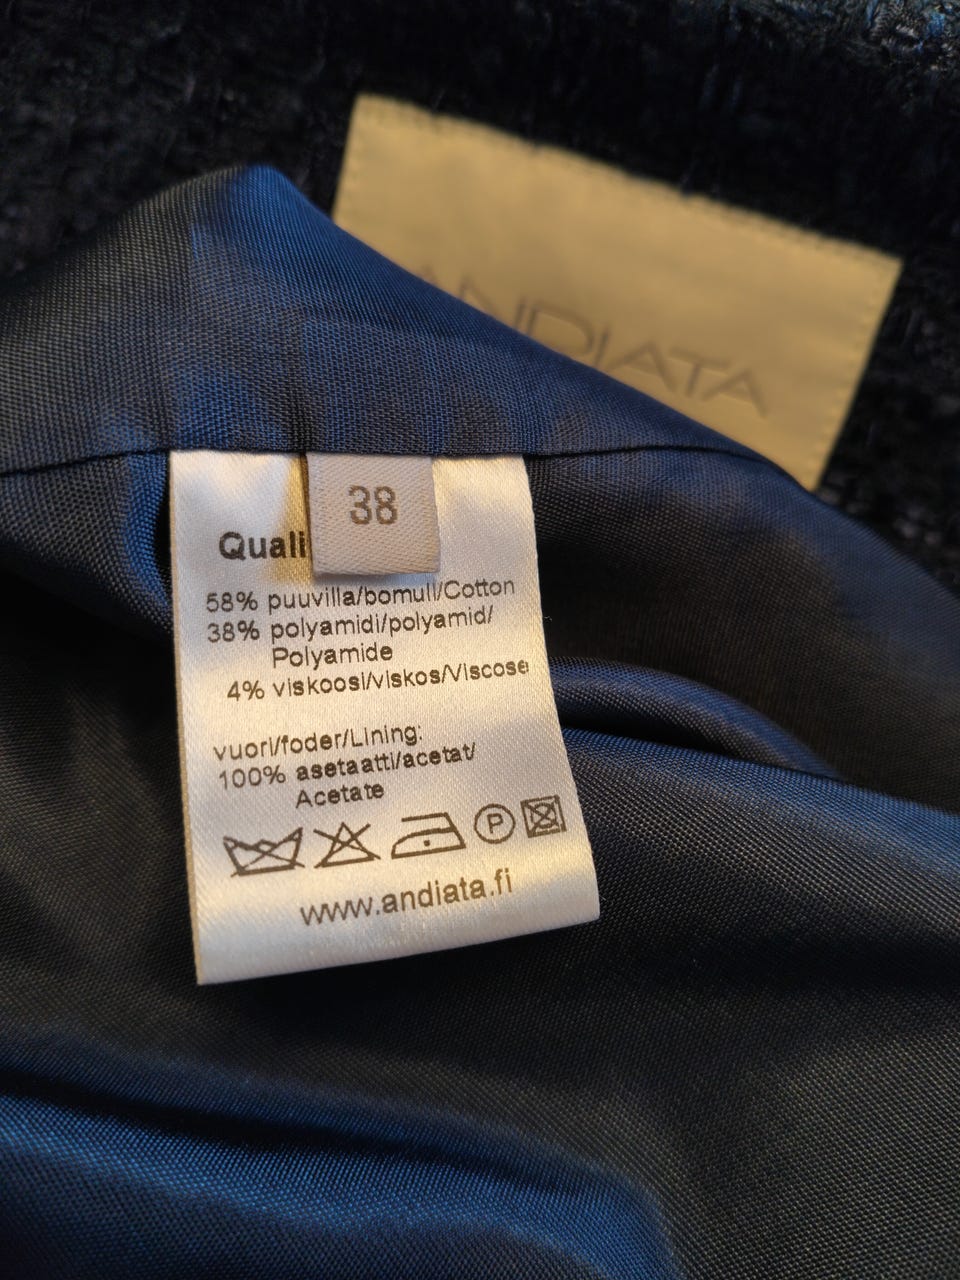 ANDIATA
38
Quali
58% puuvilla/bomull/Cotton
38% polyamidi/polyamid/
Polyamide
4% viskoosi/viskos/Viscose
vuori/foder/Lining:
100% asetaatti/acetat/
Acetate
P
www.andiata.fi